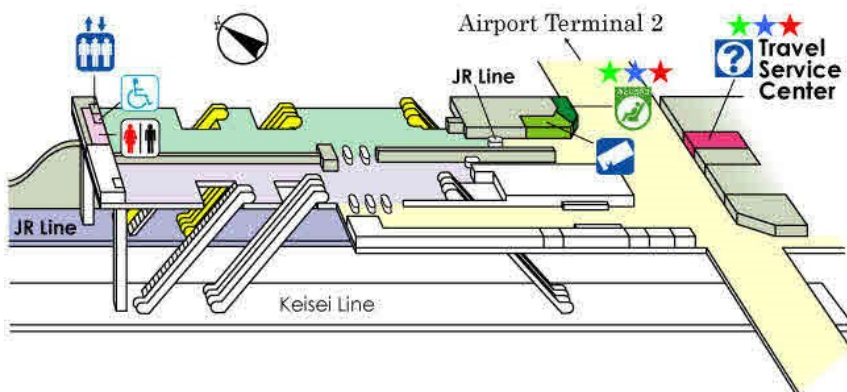 Airport Terminal 2
JR Line
?
Travel
Service
Center
JR Line
Keisei Line